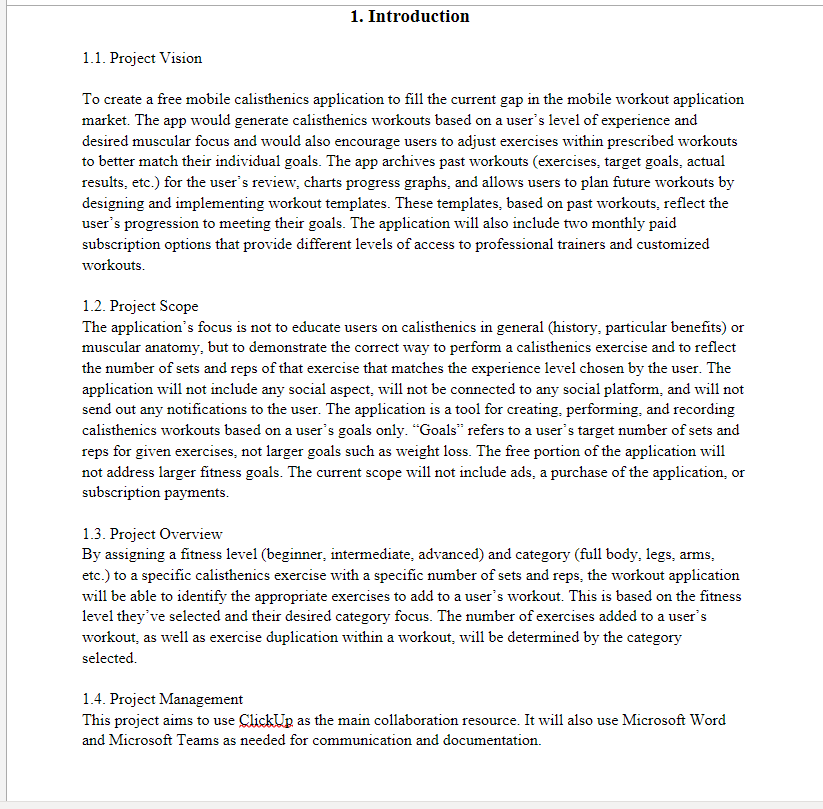 1. Introduction
1.1. Project Vision
To create a free mobile calisthenics application to fill the current gap in the mobile workout application
market. The app would generate calisthenics workouts based on a user’s level of experience and
desired muscular focus and would also encourage users to adjust exercises within prescribed workouts
to better match their individual goals. The app archives past workouts (exercises, target goals, actual
results, etc.) for the user’s review, charts progress graphs, and allows users to plan future workouts by
designing and implementing workout templates. These templates, based on past workouts, reflect the
user’s progression to meeting their goals. The application will also include two monthly paid
subscription options that provide different levels of access to professional trainers and customized
workouts.
1.2. Project Scope
The application’s focus is not to educate users on calisthenics in general (history, particular benefits) or
muscular anatomy, but to demonstrate the correct way to perform a calisthenics exercise and to reflect
the number of sets and reps of that exercise that matches the experience level chosen by the user. The
application will not include any social aspect, will not be connected to any social platform, and will not
send out any notifications to the user. The application is a tool for creating, performing, and recording
calisthenics workouts based on a user’s goals only. “Goals” refers to a user’s target number of sets and
reps for given exercises, not larger goals such as weight loss. The free portion of the application will
not address larger fitness goals. The current scope will not include ads, a purchase of the application, or
subscription payments.
1.3. Project Overview
By assigning a fitness level (beginner, intermediate, advanced) and category (full body, legs, arms,
etc.) to a specific calisthenics exercise with a specific number of sets and reps, the workout application
will be able to identify the appropriate exercises to add to a user’s workout. This is based on the fitness
level they’ve selected and their desired category focus. The number of exercises added to a user’s
workout, as well as exercise duplication within a workout, will be determined by the category
selected.
1.4. Project Management
This project aims to use ClickUp as the main collaboration resource. It will also use Microsoft Word
and Microsoft Teams as needed for communication and documentation.